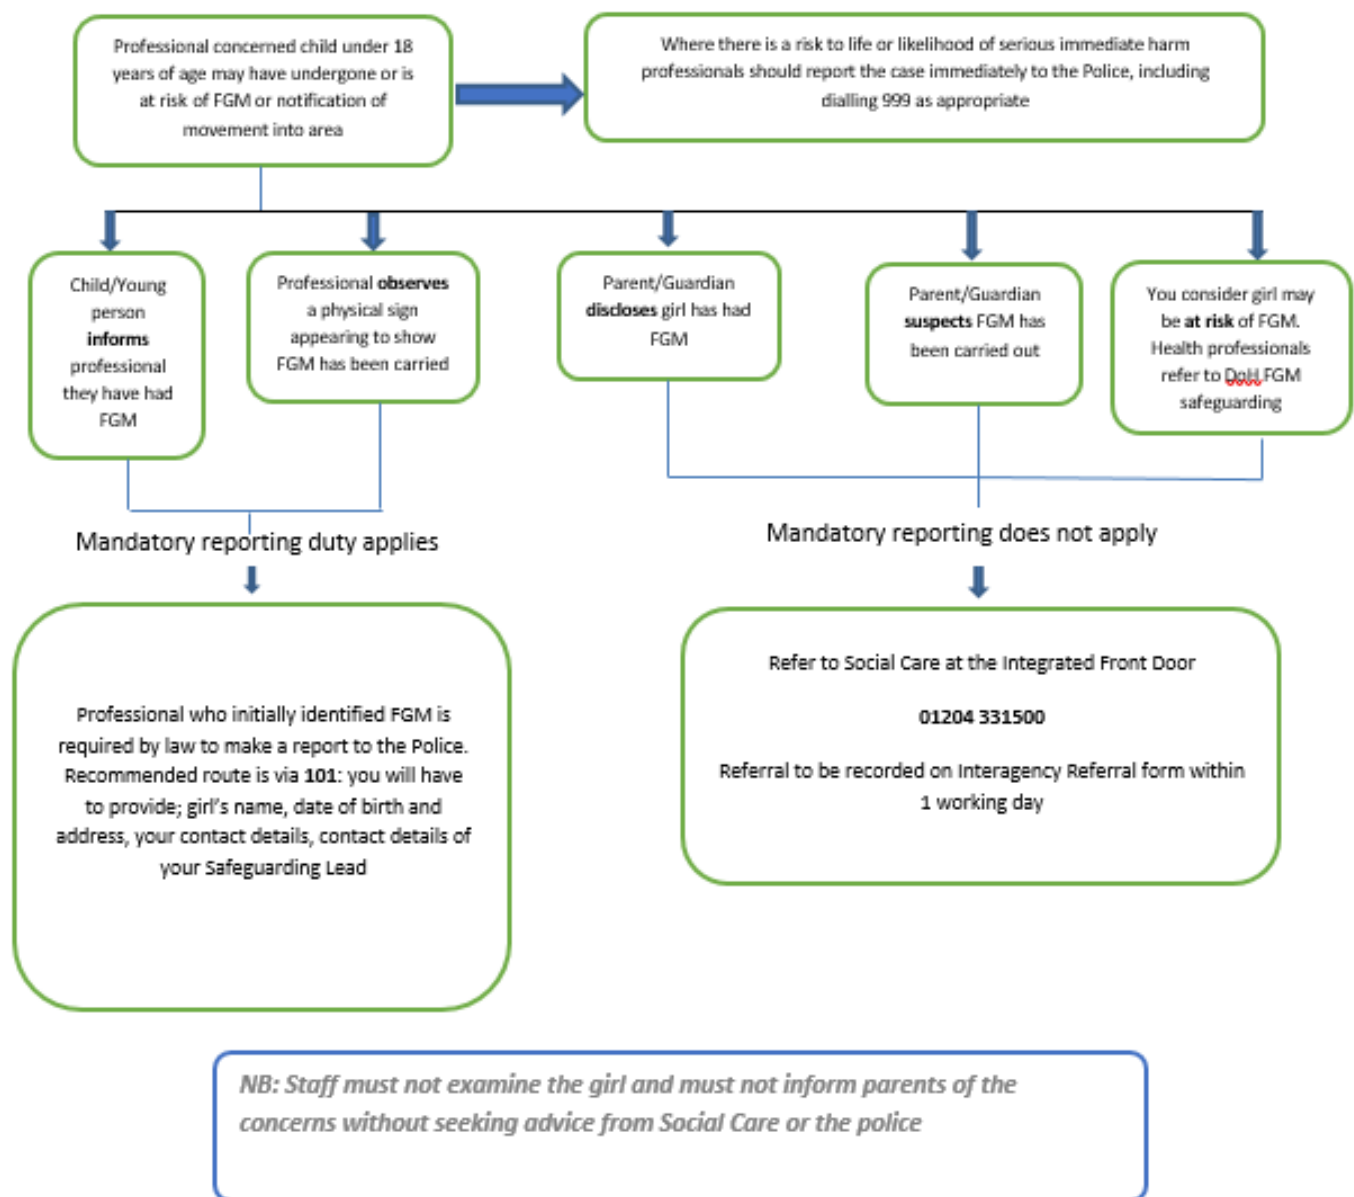 Professional concerned child under 18
years of age may have undergone or is
at risk of FGM or notification of
movement into area
Where there is a risk to life or likelihood of serious immediate harm
professionals should report the case immediately to the Police, including
dialling 999 as appropriate
Child/Young
person
informs
professional
they have had
FGM
Professional observes
a physical sign
appearing to show
FGM has been carried
Parent/Guardian
discloses girl has had
FGM
Parent/Guardian
suspects FGM has
been carried out
You consider girl may
be at risk of FGM.
Health professionals
refer to DoH FGM
safeguarding
Mandatory reporting duty applies
Mandatory reporting does not apply
Professional who initially identified FGM is
required by law to make a report to the Police.
Recommended route is via 101: you will have
to provide; girl's name, date of birth and
address, your contact details, contact details of
your Safeguarding Lead
Refer to Social Care at the Integrated Front Door
01204 331500
Referral to be recorded on Interagency Referral form within
1 working day
NB: Staff must not examine the girl and must not inform parents of the
concerns without seeking advice from Social Care or the police